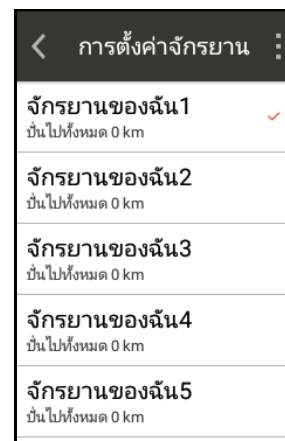 การตั้งค่าจักรยาน
จักรยานของฉัน1
ปั่นไปทั้งหมด 0 km
จักรยานของฉัน2
ปั่นไปทั้งหมด 0 km
จักรยานของฉัน3
ปั่นไปทั้งหมด 0 km
จักรยานของฉัน4
ปั่นไปทั้งหมด 0 km
จักรยานของฉัน5
ปั่นไปทั้งหมด 0 km